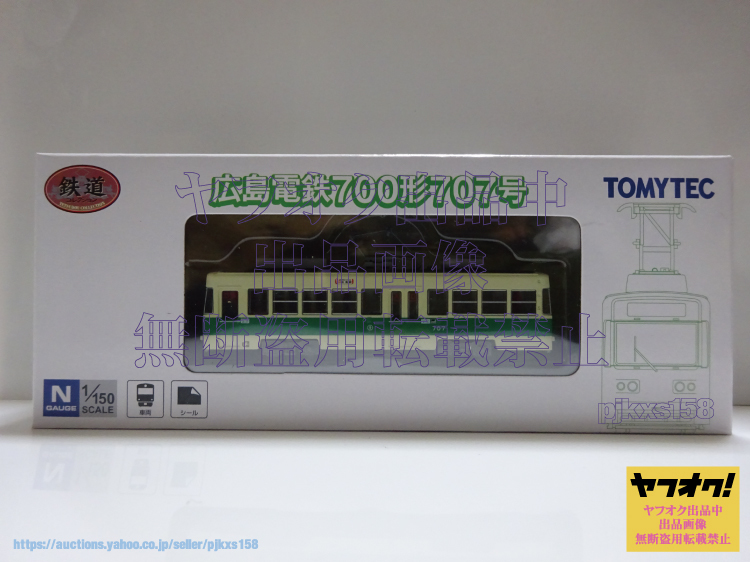 鉄道
広島電鉄700形707号
TOMYTEC
ヤフオク出品中
出品画像
無断盗用転載禁止
pjkxs158
707
N
GAUGE
1/150
SCALE
車両
シール
ヤフオク!
ヤフオク出品中
出品画像
無断盗用転載禁止
https://auctions.yahoo.co.jp/seller/pjkxs158